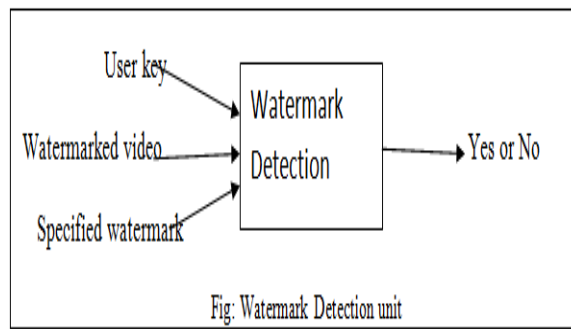 User key
Watermark
Watermarked video
Detection
Yes or No
Specified watermark
Fig: Watermark Detection unit